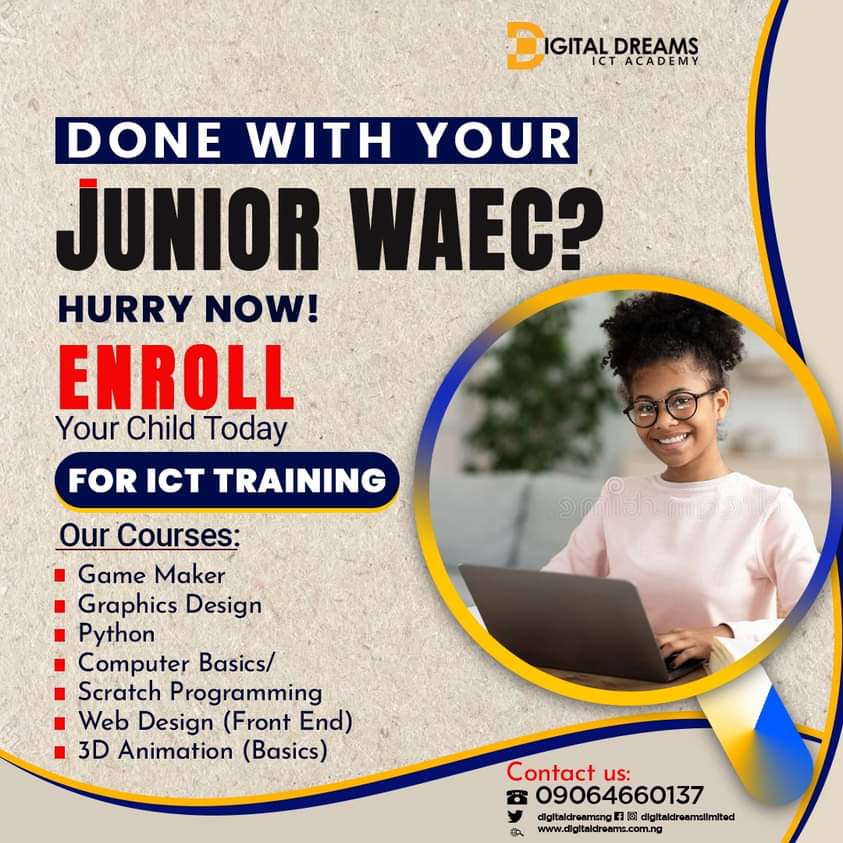 DIGITAL DREAMS
ICT ACADEMY
DONE WITH YOUR
JUNIOR WAEC?
HURRY NOW!
ENROLL
Your Child Today
FOR ICT TRAINING
Our Courses:
Game Maker
Graphics Design
Python
Computer Basics/
Scratch Programming
Web Design (Front End)
3D Animation (Basics)
Contact us:
09064660137
digitaldreamsng digitaldreamslimited
www.digitaldreams.com.ng